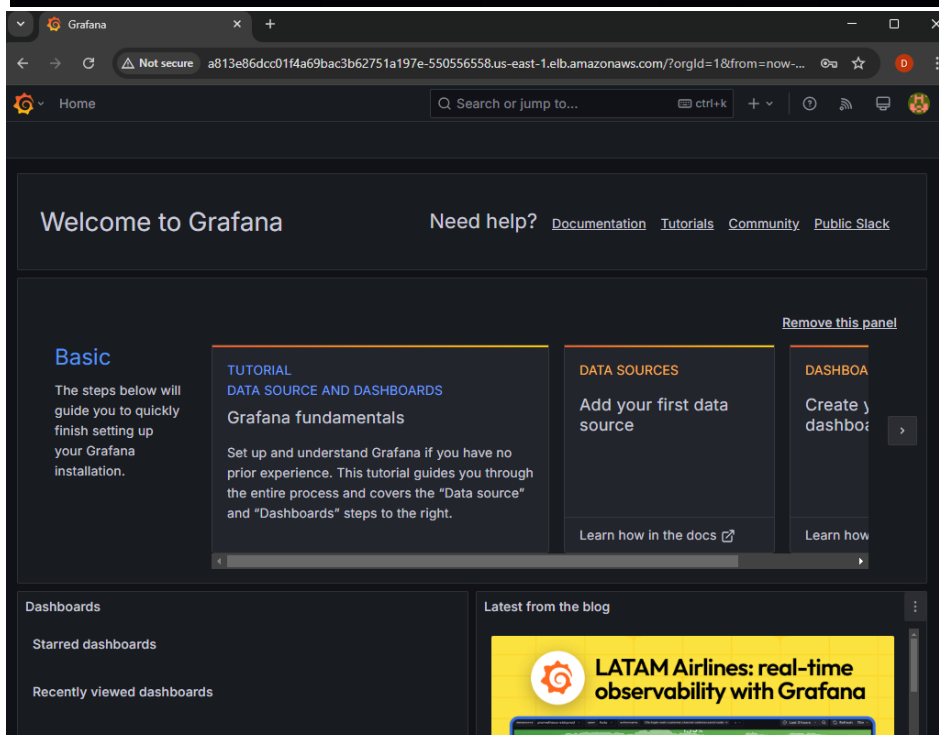 Grafana
Not secure a813e86dcc01f4a69bac3b62751a197e-550556558.us-east-1.elb.amazonaws.com/?orgId=1&from=now-...
D
Home
Search or jump to...
ctrl+k
Welcome to Grafana
Need help? Documentation Tutorials Community Public Slack
Remove this panel
Basic
The steps below will
guide you to quickly
finish setting up
your Grafana
installation.
TUTORIAL
DATA SOURCE AND DASHBOARDS
Grafana fundamentals
Set up and understand Grafana if you have no
prior experience. This tutorial guides you through
the entire process and covers the “Data source”
and “Dashboards” steps to the right.
DATA SOURCES
Add your first data
source
Learn how in the docs
DASHBOA
Create y
dashboa
Learn how
Dashboards
Starred dashboards
Recently viewed dashboards
Latest from the blog
LATAM Airlines: real-time
observability with Grafana